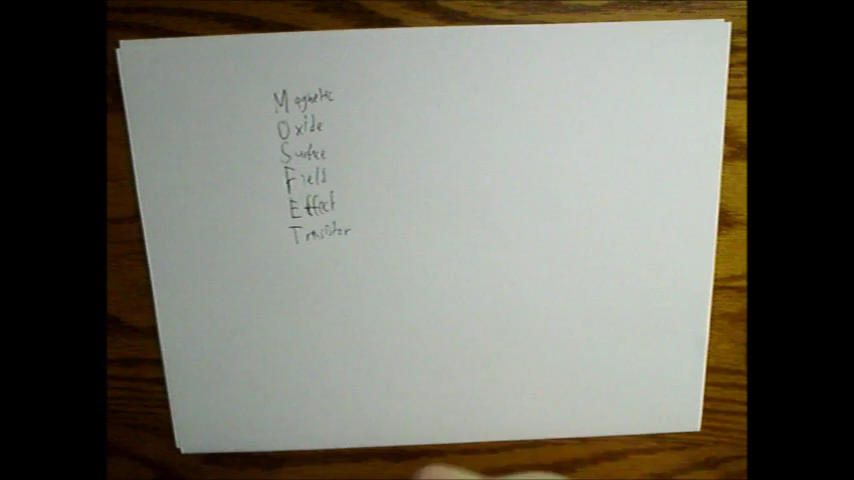 Magnetic
Oxide
Surface
Field
Effect
Transistor